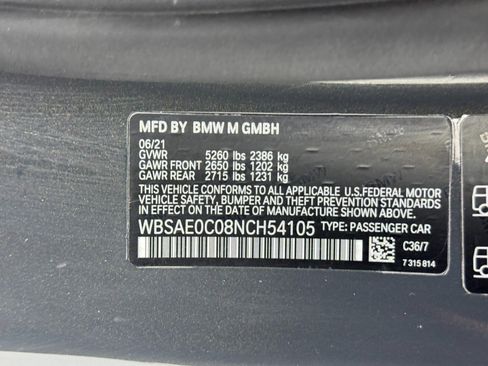 MFD BY BMW M GMBH
06/21
GVWR 5260 lbs 2386 kg
GAWR FRONT 2650 lbs 1202 kg
GAWR REAR 2715 lbs 1231 kg
THIS VEHICLE CONFORMS TO ALL APPLICABLE U.S.FEDERAL MOTOR
VEHICLE SAFETY, BUMPER, AND THEFT PREVENTION STANDARDS
IN EFFECT ON THE DATE OF MANUFACTURE SHOWN ABOVE.
WBSAE0C08NCH54105 TYPE: PASSENGER CAR
C36/7
7 315 814